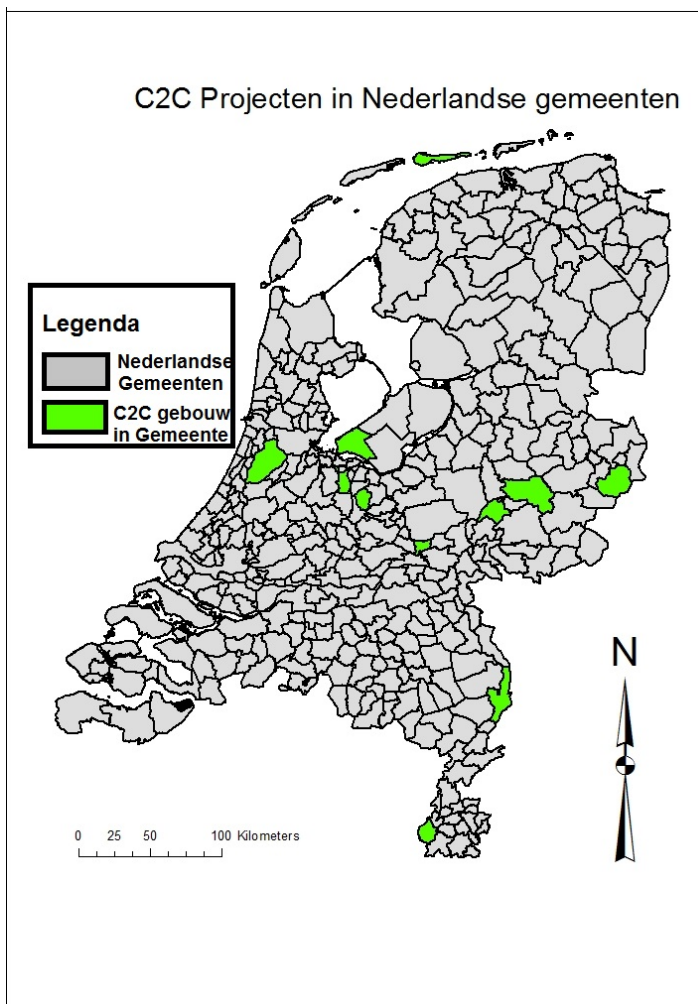 C2C Projecten in Nederlandse gemeenten
Legenda
Nederlandse
Gemeenten
C2C gebouw
in Gemeente
N
0 25 50 100 Kilometers